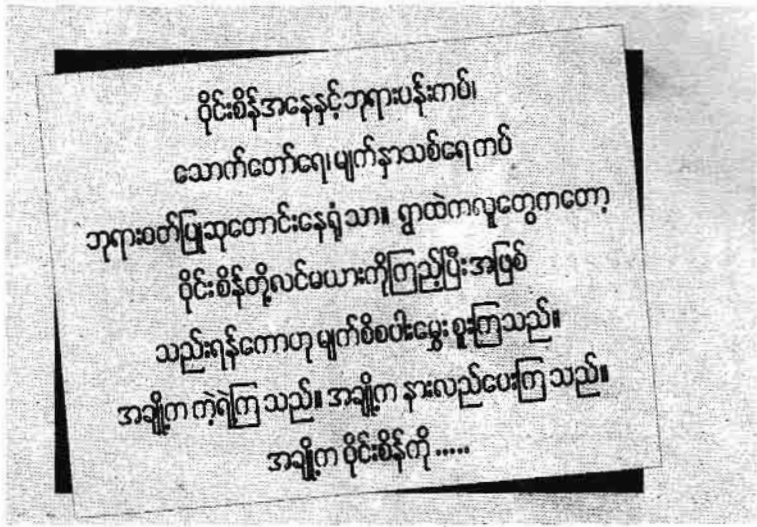 ဝိုင်းစိန်အနေနှင့်ဘုရားပန်းကပ်၊
သောက်တော်ရေ၊ မျက်နှာသစ်ရေကပ်
ဘုရားဝတ်ပြုဆုတောင်းနေရုံသာ။ ရွာထဲကလူတွေကတော့
ဝိုင်းစိန်တို့လင်မယားကိုကြည့်ပြီးအဖြစ်
သည်းရန်ကောဟု မျက်စိစပါးမွှေး စူးကြသည်။
အချို့က ကဲ့ရဲ့ကြသည်။ အချို့က နားလည်ပေးကြသည်။
အချို့က ဝိုင်းစိန်ကို .....